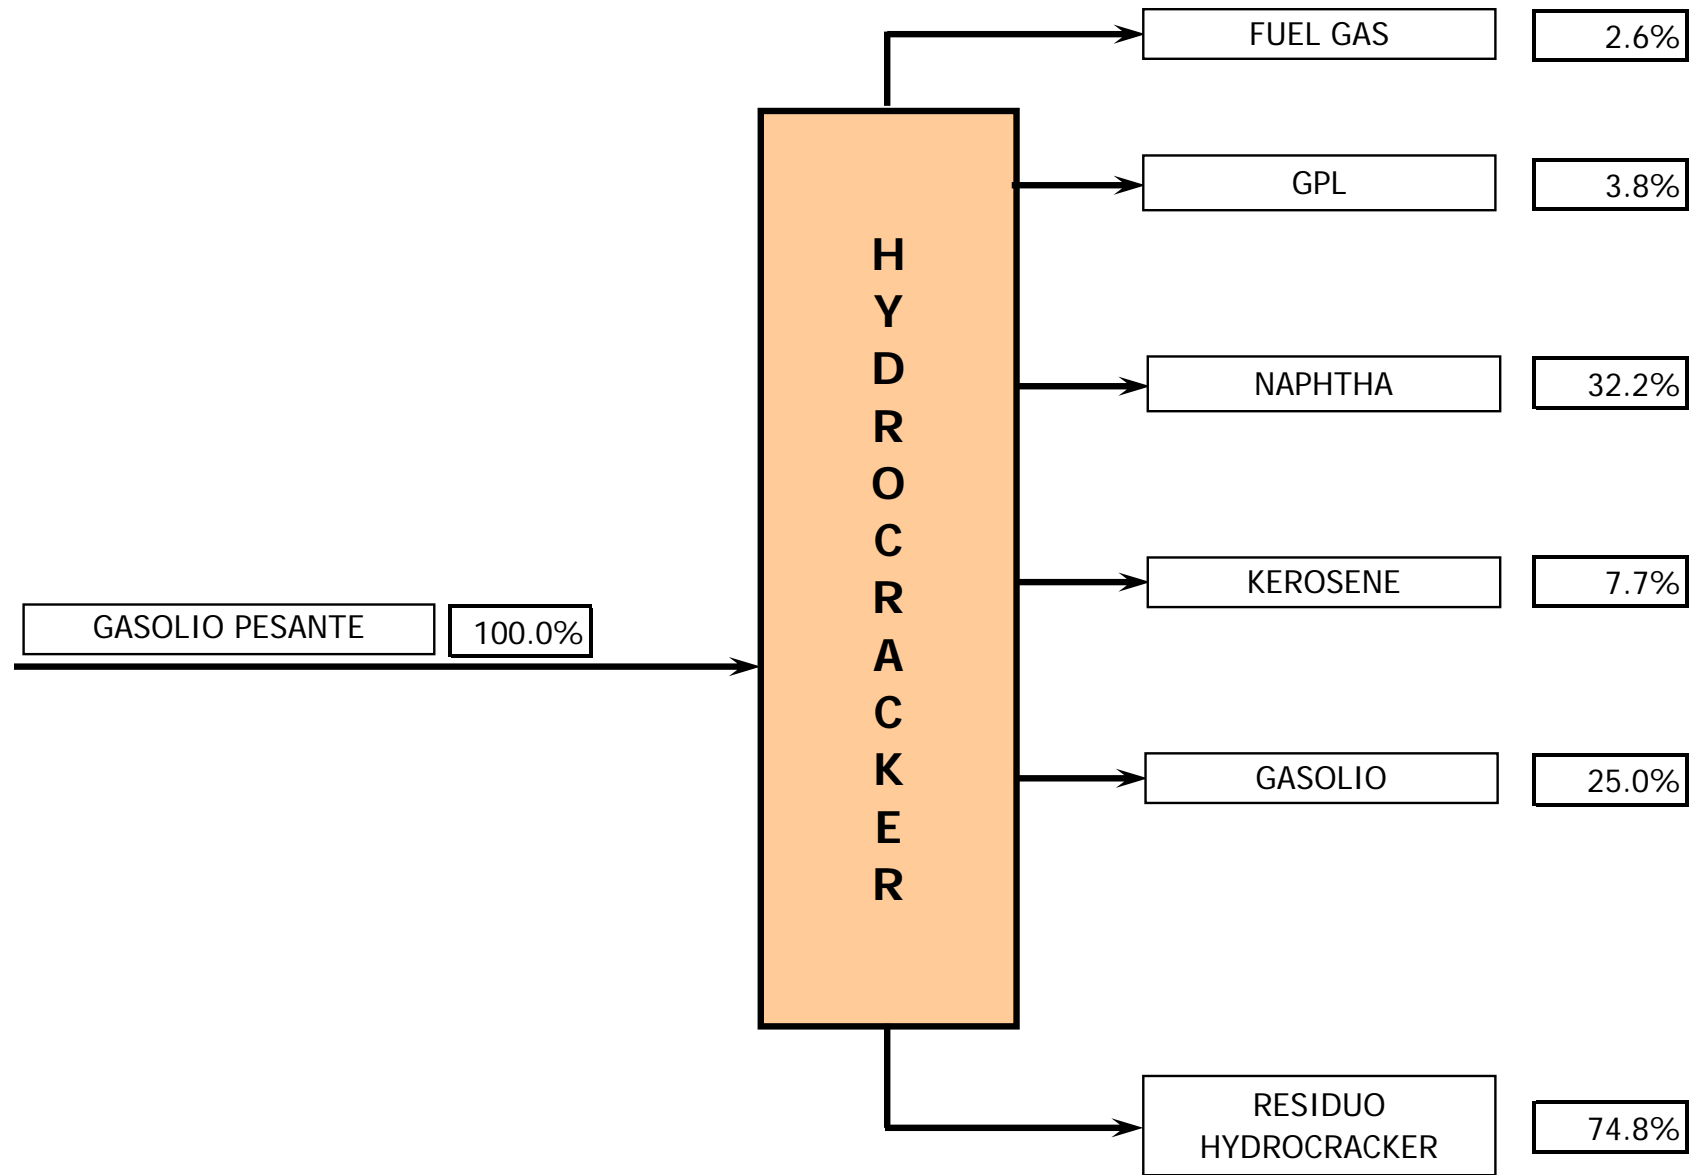 FUEL GAS 2.6%
GPL 3.8%
NAPHTHA 32.2%
KEROSENE 7.7%
GASOLIO PESANTE 100.0%
GASOLIO 25.0%
RESIDUO
HYDROCRACKER 74.8%
H
Y
D
R
O
C
R
A
C
K
E
R